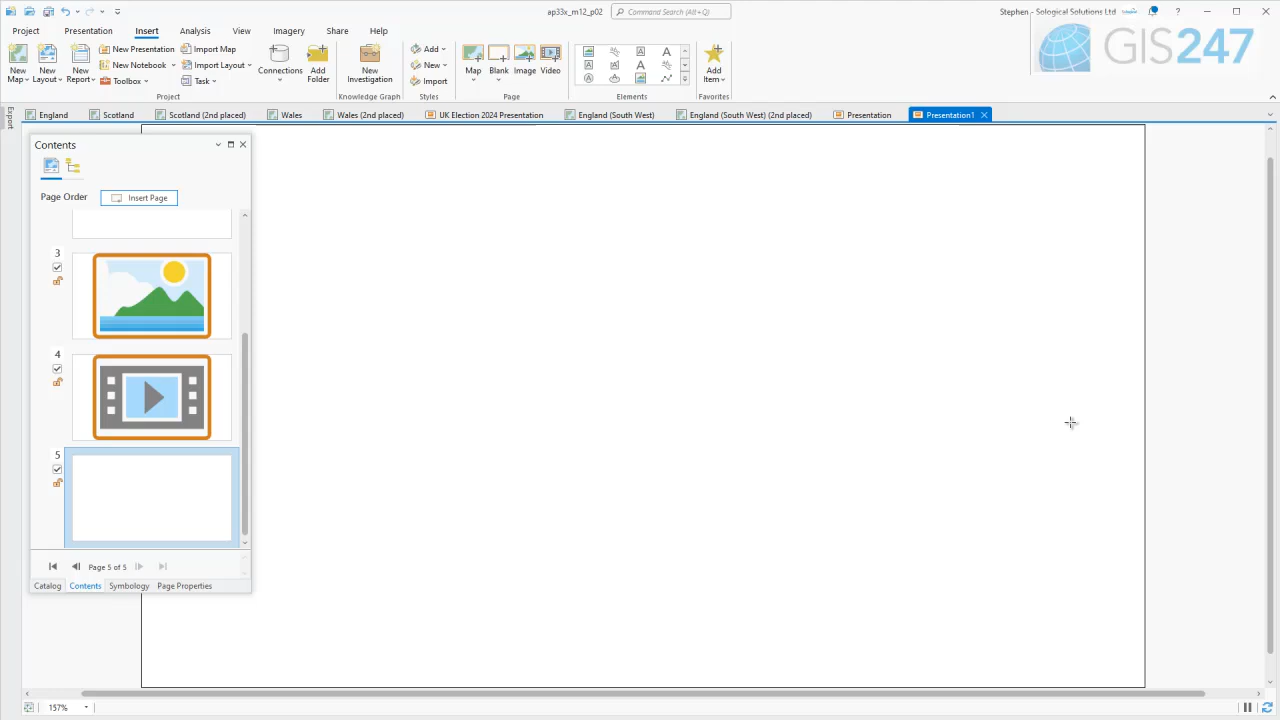 ap33x_m12_p02
Command Search (Alt+Q)
Stephen - Sological Solutions Ltd
?
GIS247
Project
Presentation
Insert
Analysis
View
Imagery
Share
Help
New Map
New Layout
New Report
New Presentation
New Notebook
Toolbox
Import Map
Import Layout
Task
Connections
Add Folder
New Investigation
Add
New
Import
Map
Blank
Image
Video
Add Item
Project
Knowledge Graph
Styles
Page
Elements
Favorites
Export
England
Scotland
Scotland (2nd placed)
Wales
Wales (2nd placed)
UK Election 2024 Presentation
England (South West)
England (South West) (2nd placed)
Presentation
Presentation1
Contents
Page Order
Insert Page
3
4
5
Page 5 of 5
Catalog
Contents
Symbology
Page Properties
157%